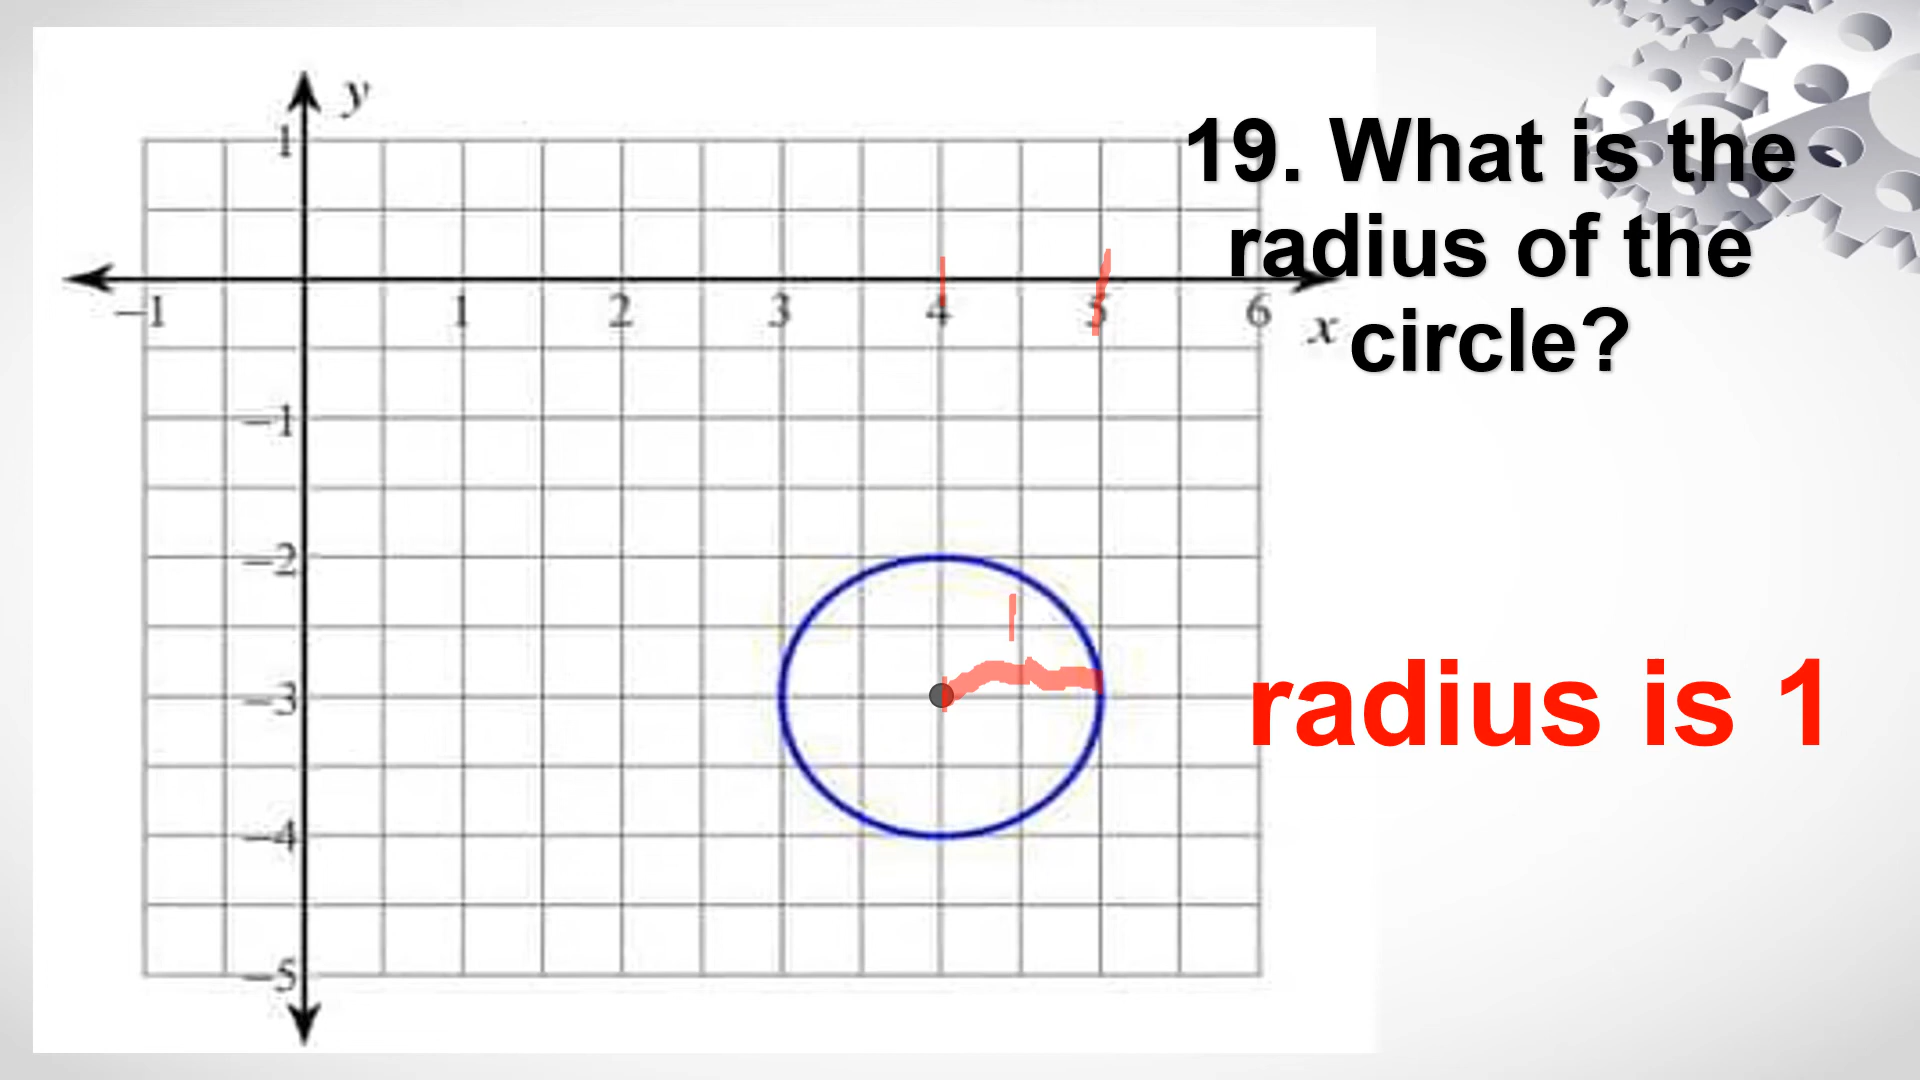 y
1
19. What is the
radius of the
circle?
-1 1 2 3 4 5 6 x
-1
-2
1
-3
radius is 1
-4
-5